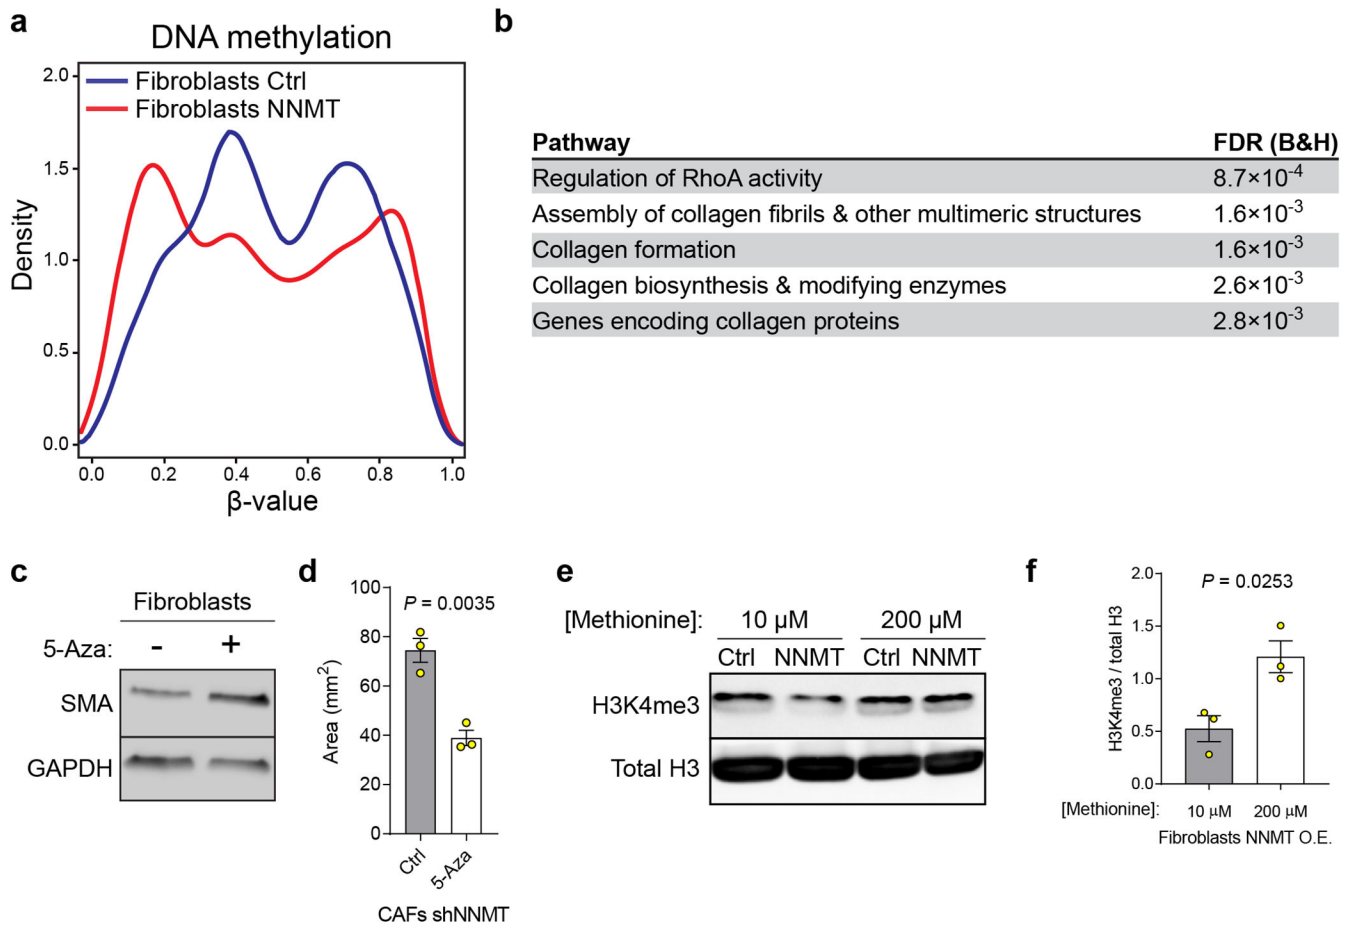 a
DNA methylation
Fibroblasts Ctrl
Fibroblasts NNMT
Density
2.0
1.5
1.0
0.5
0.0
0.0 0.2 0.4 0.6 0.8 1.0
β-value
b
Pathway FDR (B&H)
Regulation of RhoA activity 8.7×10-4
Assembly of collagen fibrils & other multimeric structures 1.6×10-3
Collagen formation 1.6×10-3
Collagen biosynthesis & modifying enzymes 2.6×10-3
Genes encoding collagen proteins 2.8×10-3
c
Fibroblasts
5-Aza: - +
SMA
GAPDH
d
P = 0.0035
Area (mm2)
100
80
60
40
20
0
Ctrl 5-Aza
CAFs shNNMT
e
[Methionine]: 10 μM 200 μM
Ctrl NNMT Ctrl NNMT
H3K4me3
Total H3
f
P = 0.0253
H3K4me3 / total H3
2.0
1.5
1.0
0.5
0.0
[Methionine]: 10 μM 200 μM
Fibroblasts NNMT O.E.